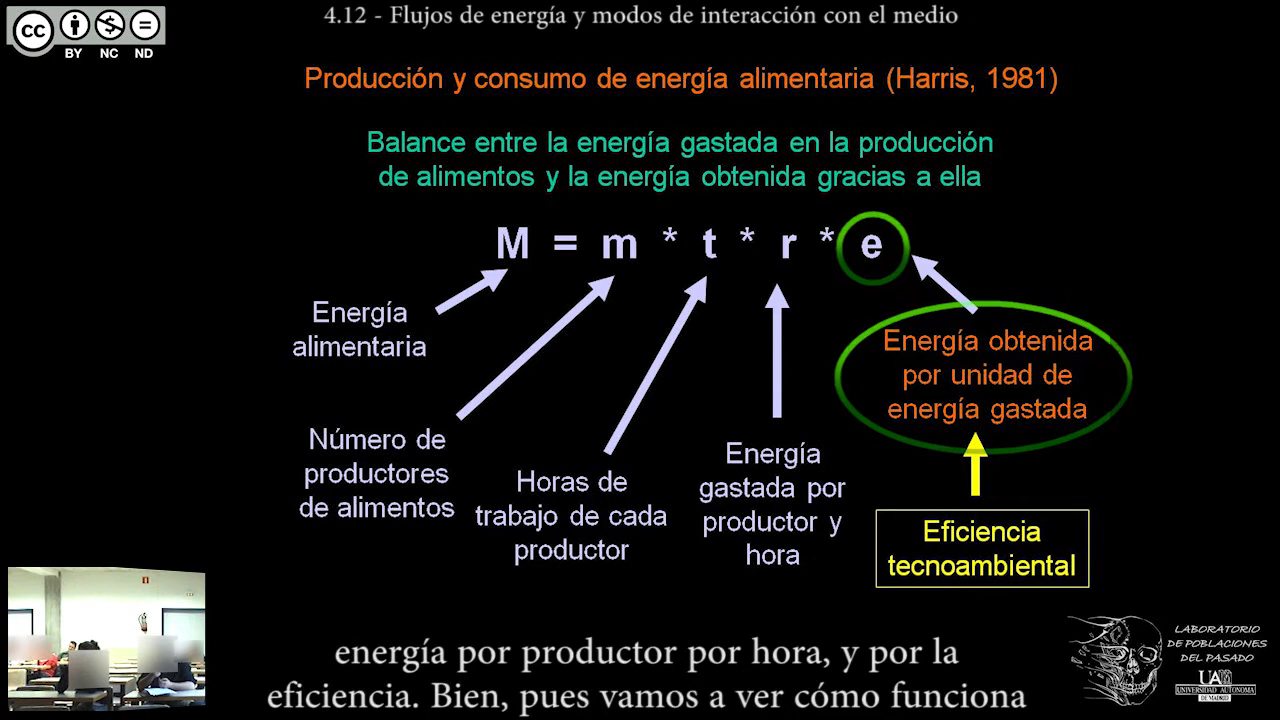 4.12 - Flujos de energía y modos de interacción con el medio
CC
BY NC ND
Producción y consumo de energía alimentaria (Harris, 1981)
Balance entre la energía gastada en la producción
de alimentos y la energía obtenida gracias a ella
M = m * t * r * e
Energía
alimentaria
Número de
productores
de alimentos
Horas de
trabajo de cada
productor
Energía
gastada por
productor y
hora
Energía obtenida
por unidad de
energía gastada
Eficiencia
tecnoambiental
LABORATORIO
DE POBLACIONES
DEL PASADO
UA
UNIVERSIDAD AUTONOMA
DE MADRID
energía por productor por hora, y por la
eficiencia. Bien, pues vamos a ver cómo funciona